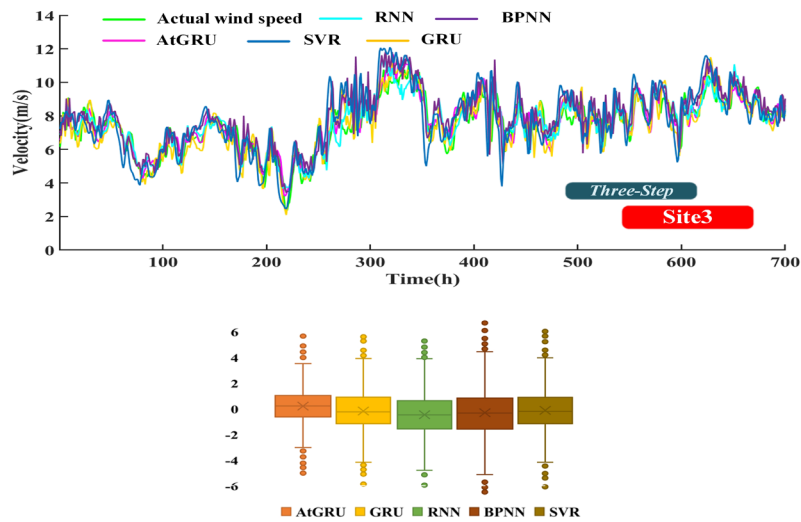 Actual wind speed RNN BPNN
AtGRU SVR GRU
Velocity(m/s)
14
12
10
8
6
4
2
0
Three-Step
Site3
100 200 300 400 500 600 700
Time(h)
6
4
2
0
-2
-4
-6
AtGRU GRU RNN BPNN SVR